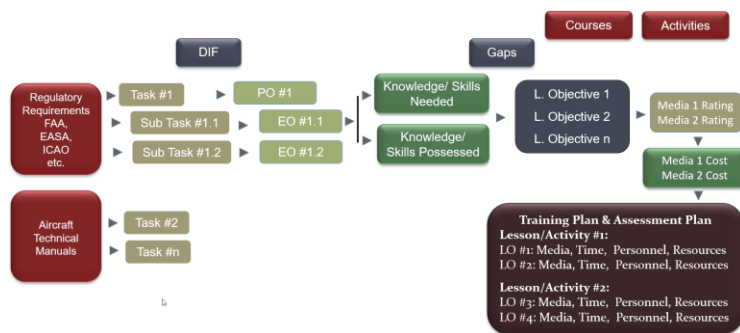 Courses
Activities
DIF
Gaps
Regulatory
Requirements
FAA,
EASA,
ICAO
etc.
Task #1
PO #1
Sub Task #1.1
EO #1.1
Sub Task #1.2
EO #1.2
Knowledge/ Skills
Needed
Knowledge/
Skills Possessed
L. Objective 1
L. Objective 2
L. Objective n
Media 1 Rating
Media 2 Rating
Media 1 Cost
Media 2 Cost
Aircraft
Technical
Manuals
Task #2
Task #n
Training Plan & Assessment Plan
Lesson/Activity #1:
LO #1: Media, Time, Personnel, Resources
LO #2: Media, Time, Personnel, Resources
Lesson/Activity #2:
LO #3: Media, Time, Personnel, Resources
LO #4: Media, Time, Personnel, Resources